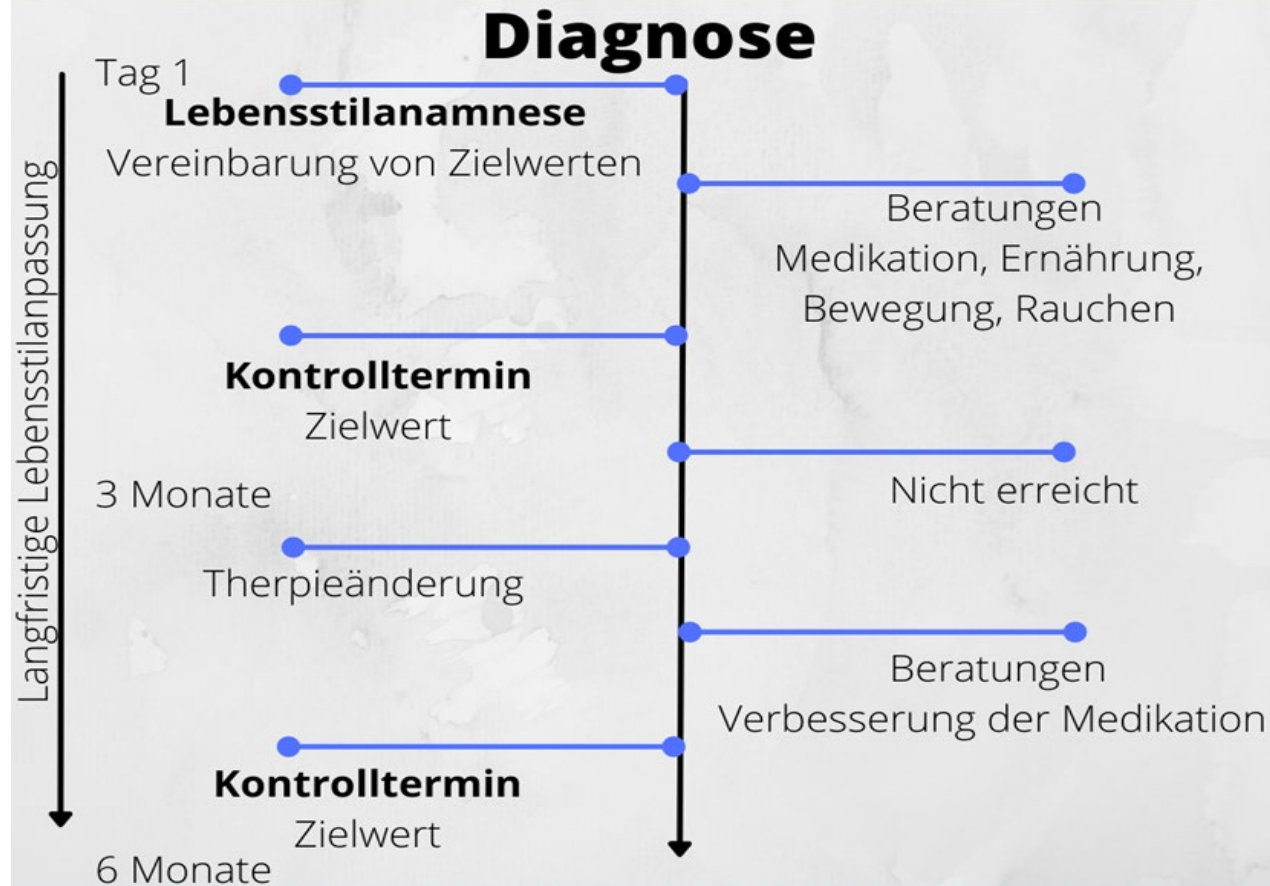 Diagnose
Tag 1
Lebensstilanamnese
Vereinbarung von Zielwerten
Beratungen
Medikation, Ernährung,
Bewegung, Rauchen
Kontrolltermin
Zielwert
Nicht erreicht
3 Monate
Therpieänderung
Beratungen
Verbesserung der Medikation
Kontrolltermin
Zielwert
6 Monate
Langfristige Lebensstilanpassung